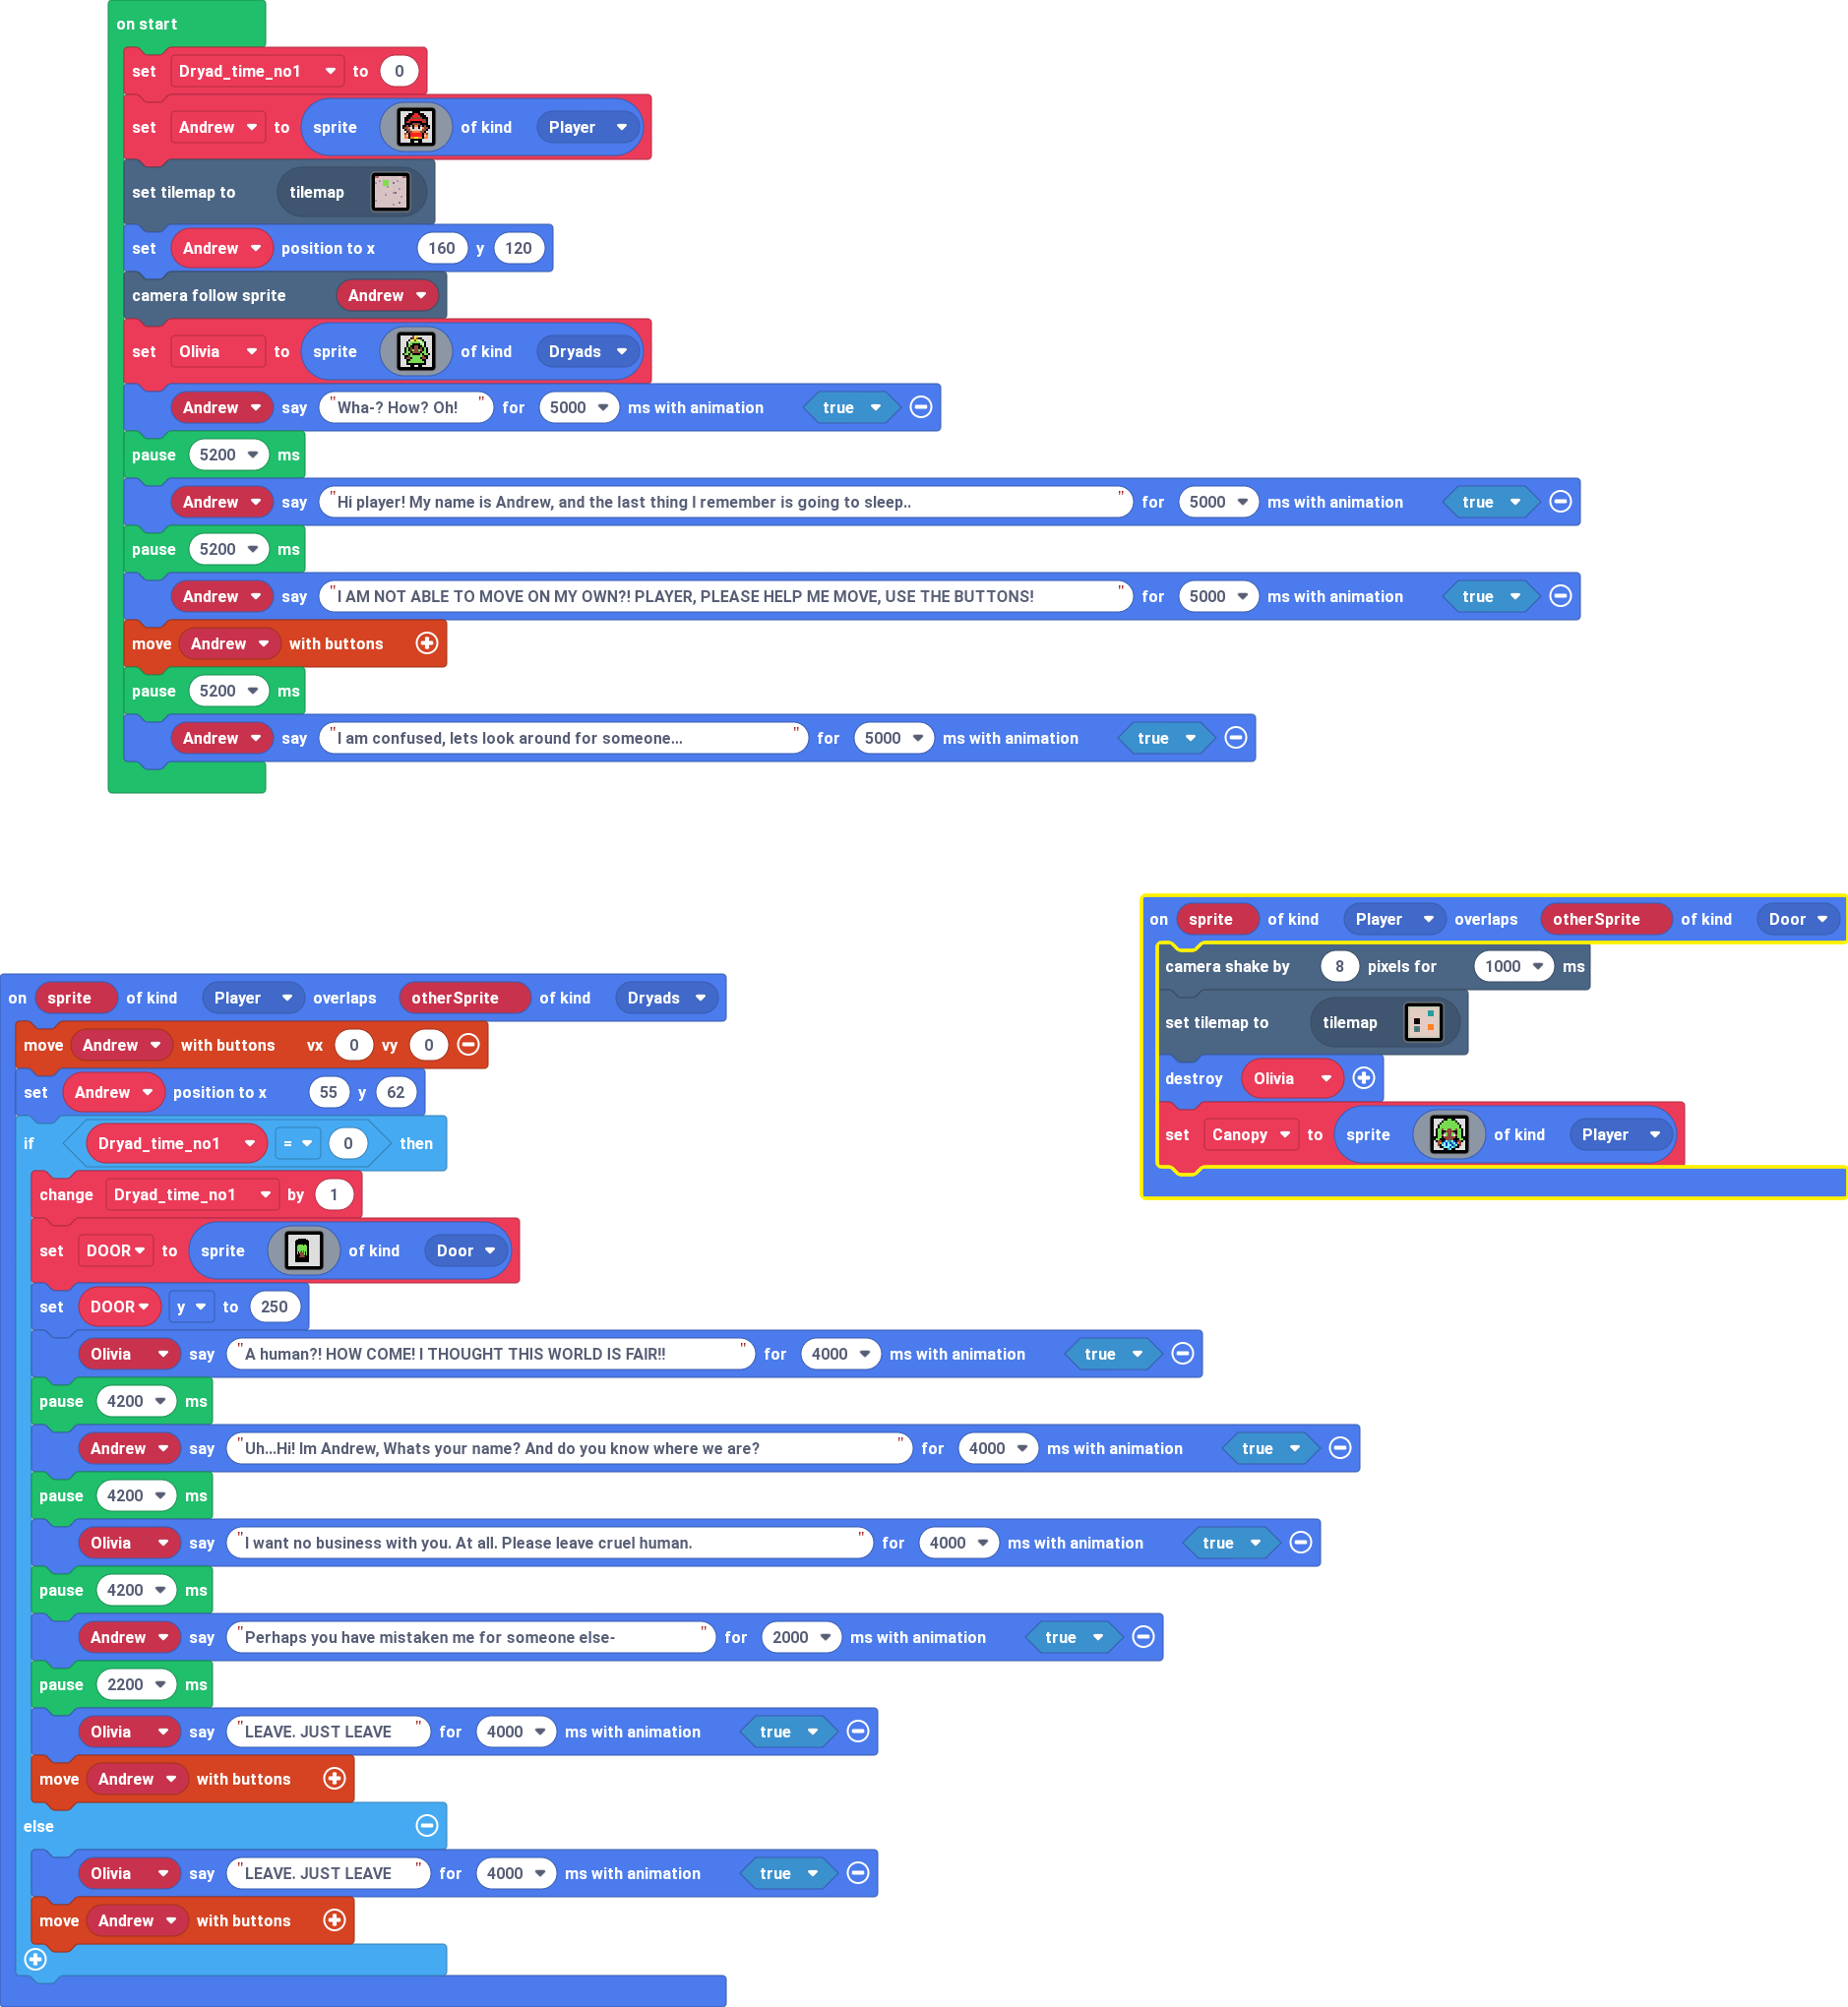 on start
set Dryad_time_no1 to 0
set Andrew to sprite of kind Player
set tilemap to tilemap
set Andrew position to x 160 y 120
camera follow sprite Andrew
set Olivia to sprite of kind Dryads
Andrew say "Wha-? How? Oh! " for 5000 ms with animation true
pause 5200 ms
Andrew say "Hi player! My name is Andrew, and the last thing I remember is going to sleep.. " for 5000 ms with animation true
pause 5200 ms
Andrew say "I AM NOT ABLE TO MOVE ON MY OWN?! PLAYER, PLEASE HELP ME MOVE, USE THE BUTTONS! " for 5000 ms with animation true
move Andrew with buttons
pause 5200 ms
Andrew say "I am confused, lets look around for someone... " for 5000 ms with animation true
on sprite of kind Player overlaps otherSprite of kind Door
camera shake by 8 pixels for 1000 ms
set tilemap to tilemap
destroy Olivia
set Canopy to sprite of kind Player
on sprite of kind Player overlaps otherSprite of kind Dryads
move Andrew with buttons vx 0 vy 0
set Andrew position to x 55 y 62
if Dryad_time_no1 = 0 then
change Dryad_time_no1 by 1
set DOOR to sprite of kind Door
set DOOR y to 250
Olivia say "A human?! HOW COME! I THOUGHT THIS WORLD IS FAIR!! " for 4000 ms with animation true
pause 4200 ms
Andrew say "Uh...Hi! Im Andrew, Whats your name? And do you know where we are? " for 4000 ms with animation true
pause 4200 ms
Olivia say "I want no business with you. At all. Please leave cruel human. " for 4000 ms with animation true
pause 4200 ms
Andrew say "Perhaps you have mistaken me for someone else- " for 2000 ms with animation true
pause 2200 ms
Olivia say "LEAVE. JUST LEAVE " for 4000 ms with animation true
move Andrew with buttons
else
Olivia say "LEAVE. JUST LEAVE " for 4000 ms with animation true
move Andrew with buttons